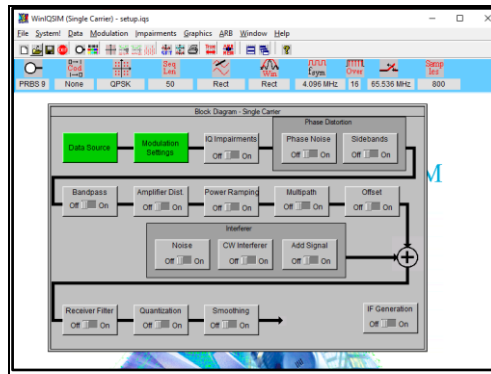 WinIQSIM (Single Carrier) - setup.iqs
File System! Data Modulation Impairments Graphics ARB Window Help
Cod Seq Len Win fsym Over Setup
PRBS 9 None QPSK 50 Rect Rect 4.096 MHz 16 65.536 MHz 800
Block Diagram - Single Carrier
Phase Distortion
Data Source Modulation Settings IQ Impairments Phase Noise Sidebands
Off On Off On Off On
Bandpass Amplifier Dist. Power Ramping Multipath Offset
Off On Off On Off On Off On Off On
M
Interferer
Noise CW Interferer Add Signal
Off On Off On Off On
Receiver Filter Quantization Smoothing IF Generation
Off On Off On Off On Off On